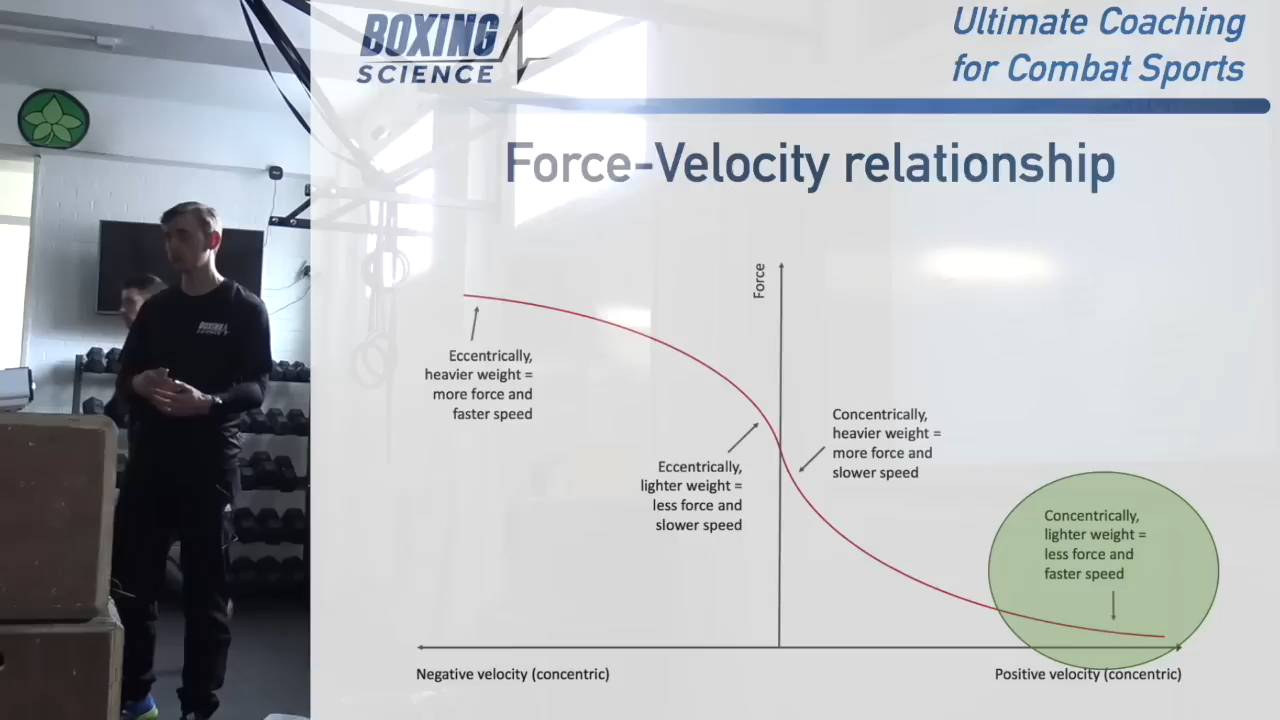 BOXING
SCIENCE
Ultimate Coaching
for Combat Sports
Force-Velocity relationship
Force
Eccentrically,
heavier weight =
more force and
faster speed
Concentrically,
heavier weight =
more force and
slower speed
Eccentrically,
lighter weight =
less force and
slower speed
Concentrically,
lighter weight =
less force and
faster speed
Negative velocity (concentric)
Positive velocity (concentric)
BOXING
SCIENCE